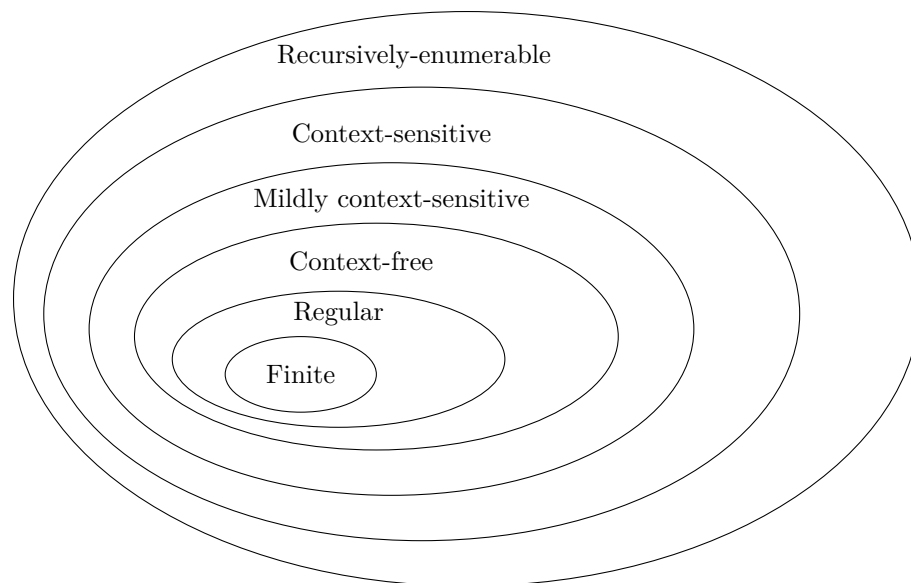 Recursively-enumerable
Context-sensitive
Mildly context-sensitive
Context-free
Regular
Finite